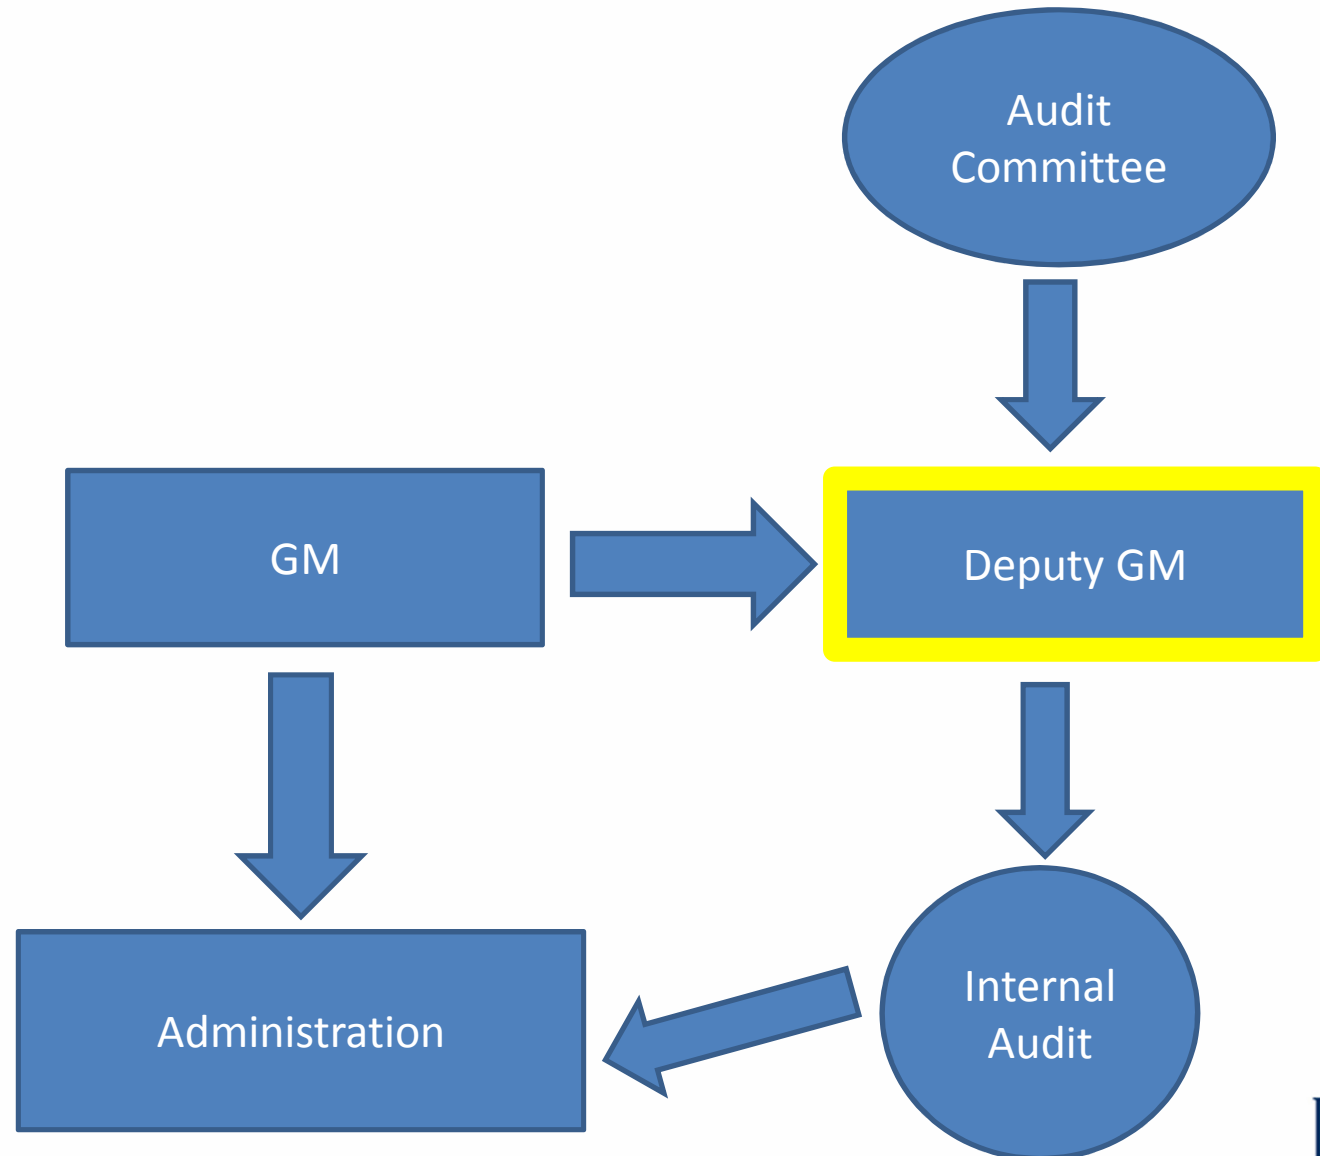 Audit
Committee
GM
Deputy GM
Administration
Internal
Audit